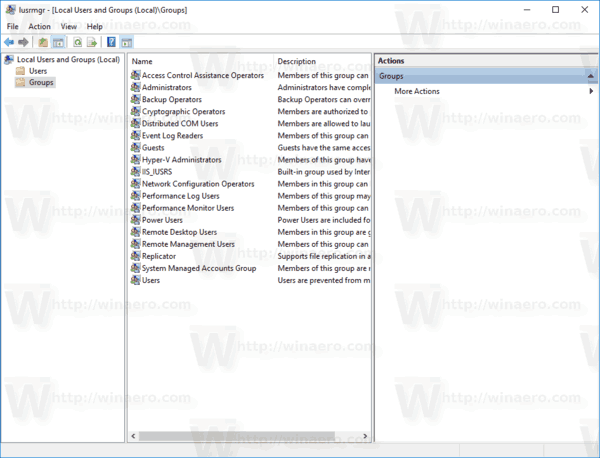 lusrmgr - [Local Users and Groups (Local)\Groups]
File Action View Help
Local Users and Groups (Local)
Users
Groups
Name Description
Access Control Assistance Operators Members of this group can
Administrators Administrators have comple
Backup Operators Backup Operators can over
Cryptographic Operators Members are authorized to
Distributed COM Users Members are allowed to lau
Event Log Readers Members of this group can
Guests Guests have the same acces
Hyper-V Administrators Members of this group have
IIS_IUSRS Built-in group used by Inter
Network Configuration Operators Members in this group can
Performance Log Users Members of this group may
Performance Monitor Users Members of this group can
Power Users Power Users are included fo
Remote Desktop Users Members in this group are g
Remote Management Users Members of this group can
Replicator Supports file replication in a
System Managed Accounts Group Members of this group are
Users Users are prevented from m
Actions
Groups
More Actions
W http://winaero.com